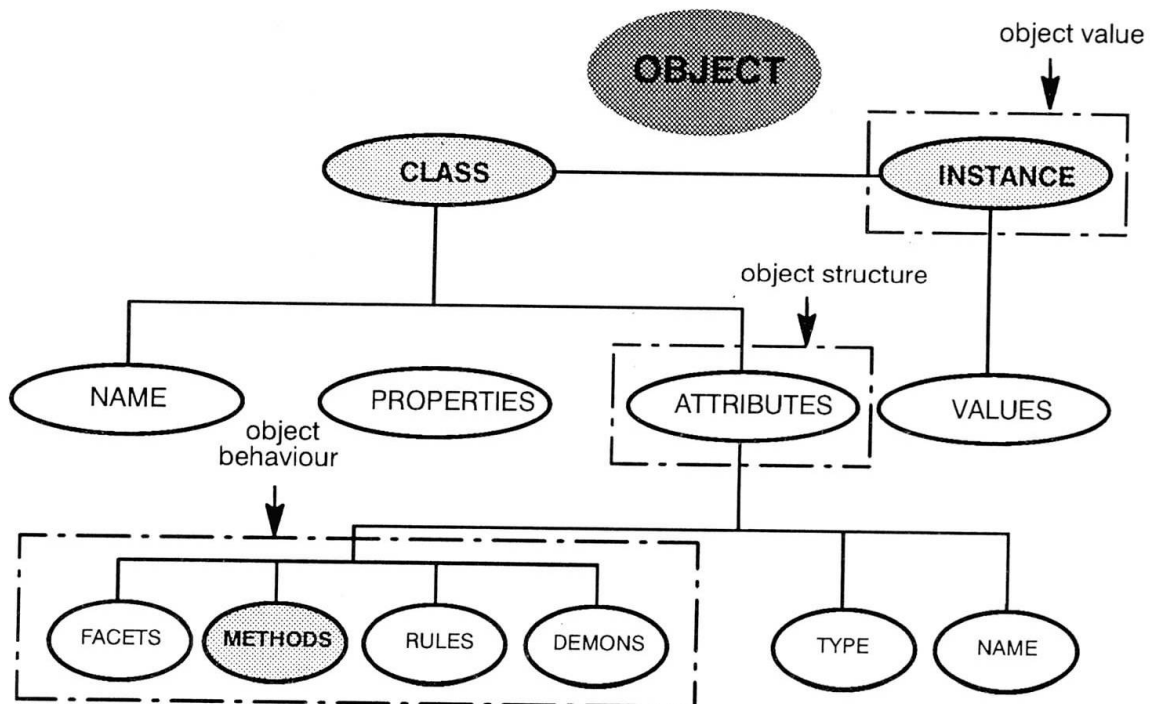 object value
OBJECT
CLASS
INSTANCE
object structure
NAME
PROPERTIES
ATTRIBUTES
VALUES
object
behaviour
FACETS
METHODS
RULES
DEMONS
TYPE
NAME